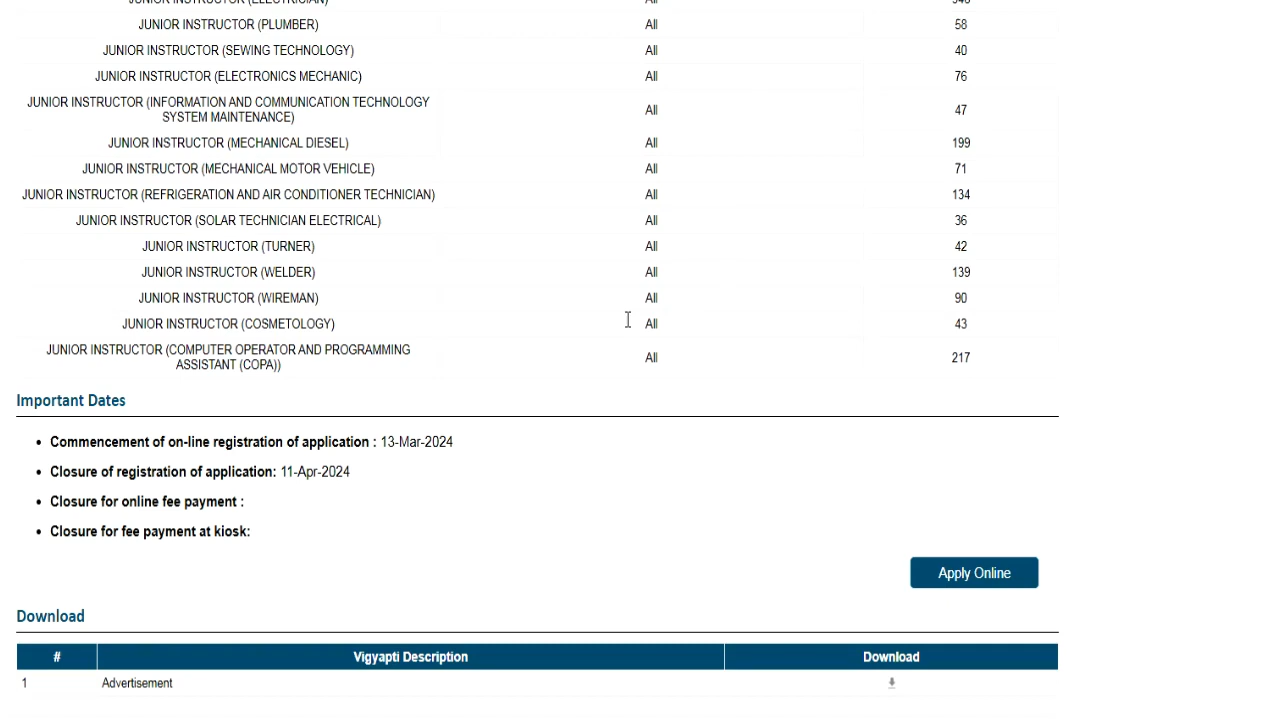 JUNIOR INSTRUCTOR (ELECTRICIAN) All
JUNIOR INSTRUCTOR (PLUMBER) All 58
JUNIOR INSTRUCTOR (SEWING TECHNOLOGY) All 40
JUNIOR INSTRUCTOR (ELECTRONICS MECHANIC) All 76
JUNIOR INSTRUCTOR (INFORMATION AND COMMUNICATION TECHNOLOGY
SYSTEM MAINTENANCE) All 47
JUNIOR INSTRUCTOR (MECHANICAL DIESEL) All 199
JUNIOR INSTRUCTOR (MECHANICAL MOTOR VEHICLE) All 71
JUNIOR INSTRUCTOR (REFRIGERATION AND AIR CONDITIONER TECHNICIAN) All 134
JUNIOR INSTRUCTOR (SOLAR TECHNICIAN ELECTRICAL) All 36
JUNIOR INSTRUCTOR (TURNER) All 42
JUNIOR INSTRUCTOR (WELDER) All 139
JUNIOR INSTRUCTOR (WIREMAN) All 90
JUNIOR INSTRUCTOR (COSMETOLOGY) All 43
JUNIOR INSTRUCTOR (COMPUTER OPERATOR AND PROGRAMMING
ASSISTANT (COPA)) All 217
Important Dates
• Commencement of on-line registration of application : 13-Mar-2024
• Closure of registration of application: 11-Apr-2024
• Closure for online fee payment :
• Closure for fee payment at kiosk:
Apply Online
Download
# Vigyapti Description Download
1 Advertisement